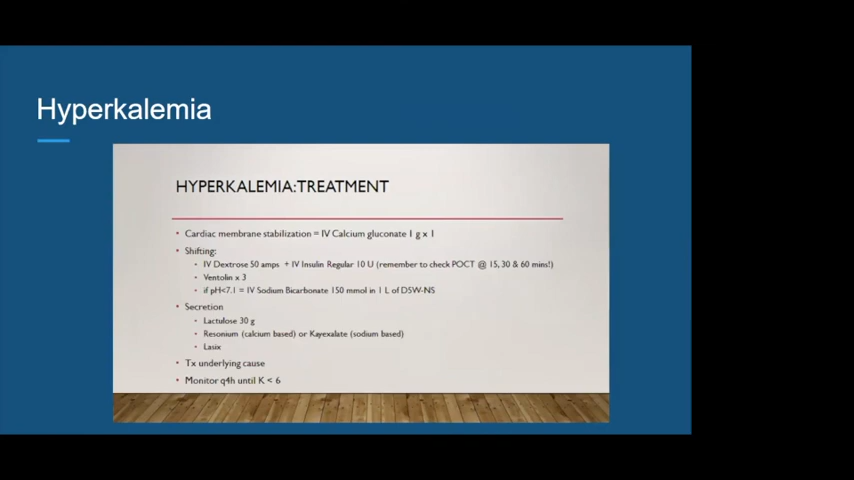 Hyperkalemia
HYPERKALEMIA: TREATMENT
• Cardiac membrane stabilization = IV Calcium gluconate 1 g x 1
• Shifting:
• IV Dextrose 50 amps + IV Insulin Regular 10 U (remember to check POCT @ 15, 30 & 60 mins!)
• Ventolin x 3
• if pH<7.1 = IV Sodium Bicarbonate 150 mmol in 1 L of D5W-NS
• Secretion
• Lactulose 30 g
• Resonium (calcium based) or Kayexalate (sodium based)
• Lasix
• Tx underlying cause
• Monitor q4h until K < 6